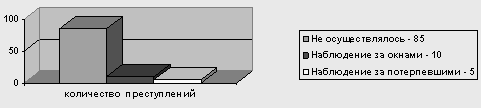 100
50
0
количество преступлений
Не осуществлялось - 85
Наблюдение за окнами - 10
Наблюдение за потерпевшими - 5